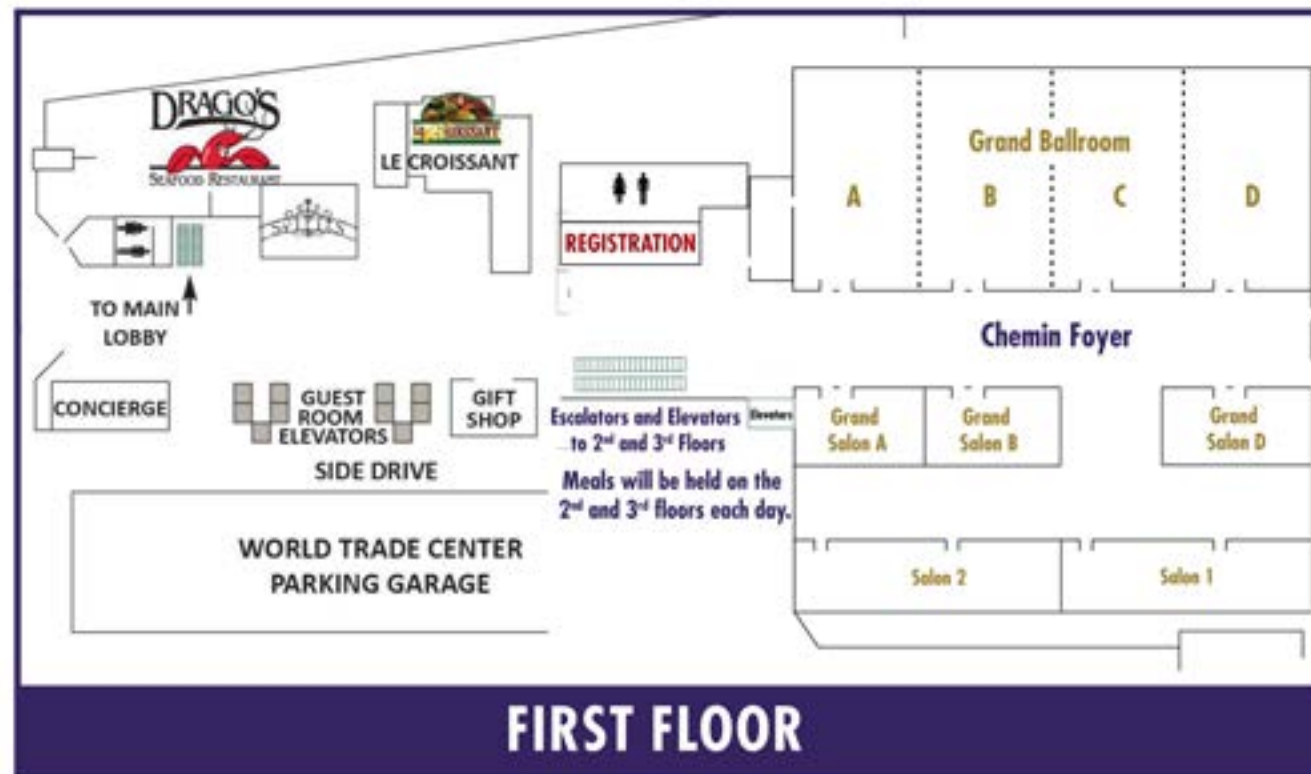 DRAGO'S
SEAFOOD RESTAURANT
LE CROISSANT
REGISTRATION
Grand Ballroom
A
B
C
D
TO MAIN
LOBBY
Chemin Foyer
CONCIERGE
GUEST
ROOM
ELEVATORS
GIFT
SHOP
Escalators and Elevators
to 2nd and 3rd Floors
Elevators
Grand
Salon A
Grand
Salon B
Grand
Salon D
SIDE DRIVE
Meals will be held on the
2nd and 3rd floors each day.
WORLD TRADE CENTER
PARKING GARAGE
Salon 2
Salon 1
FIRST FLOOR